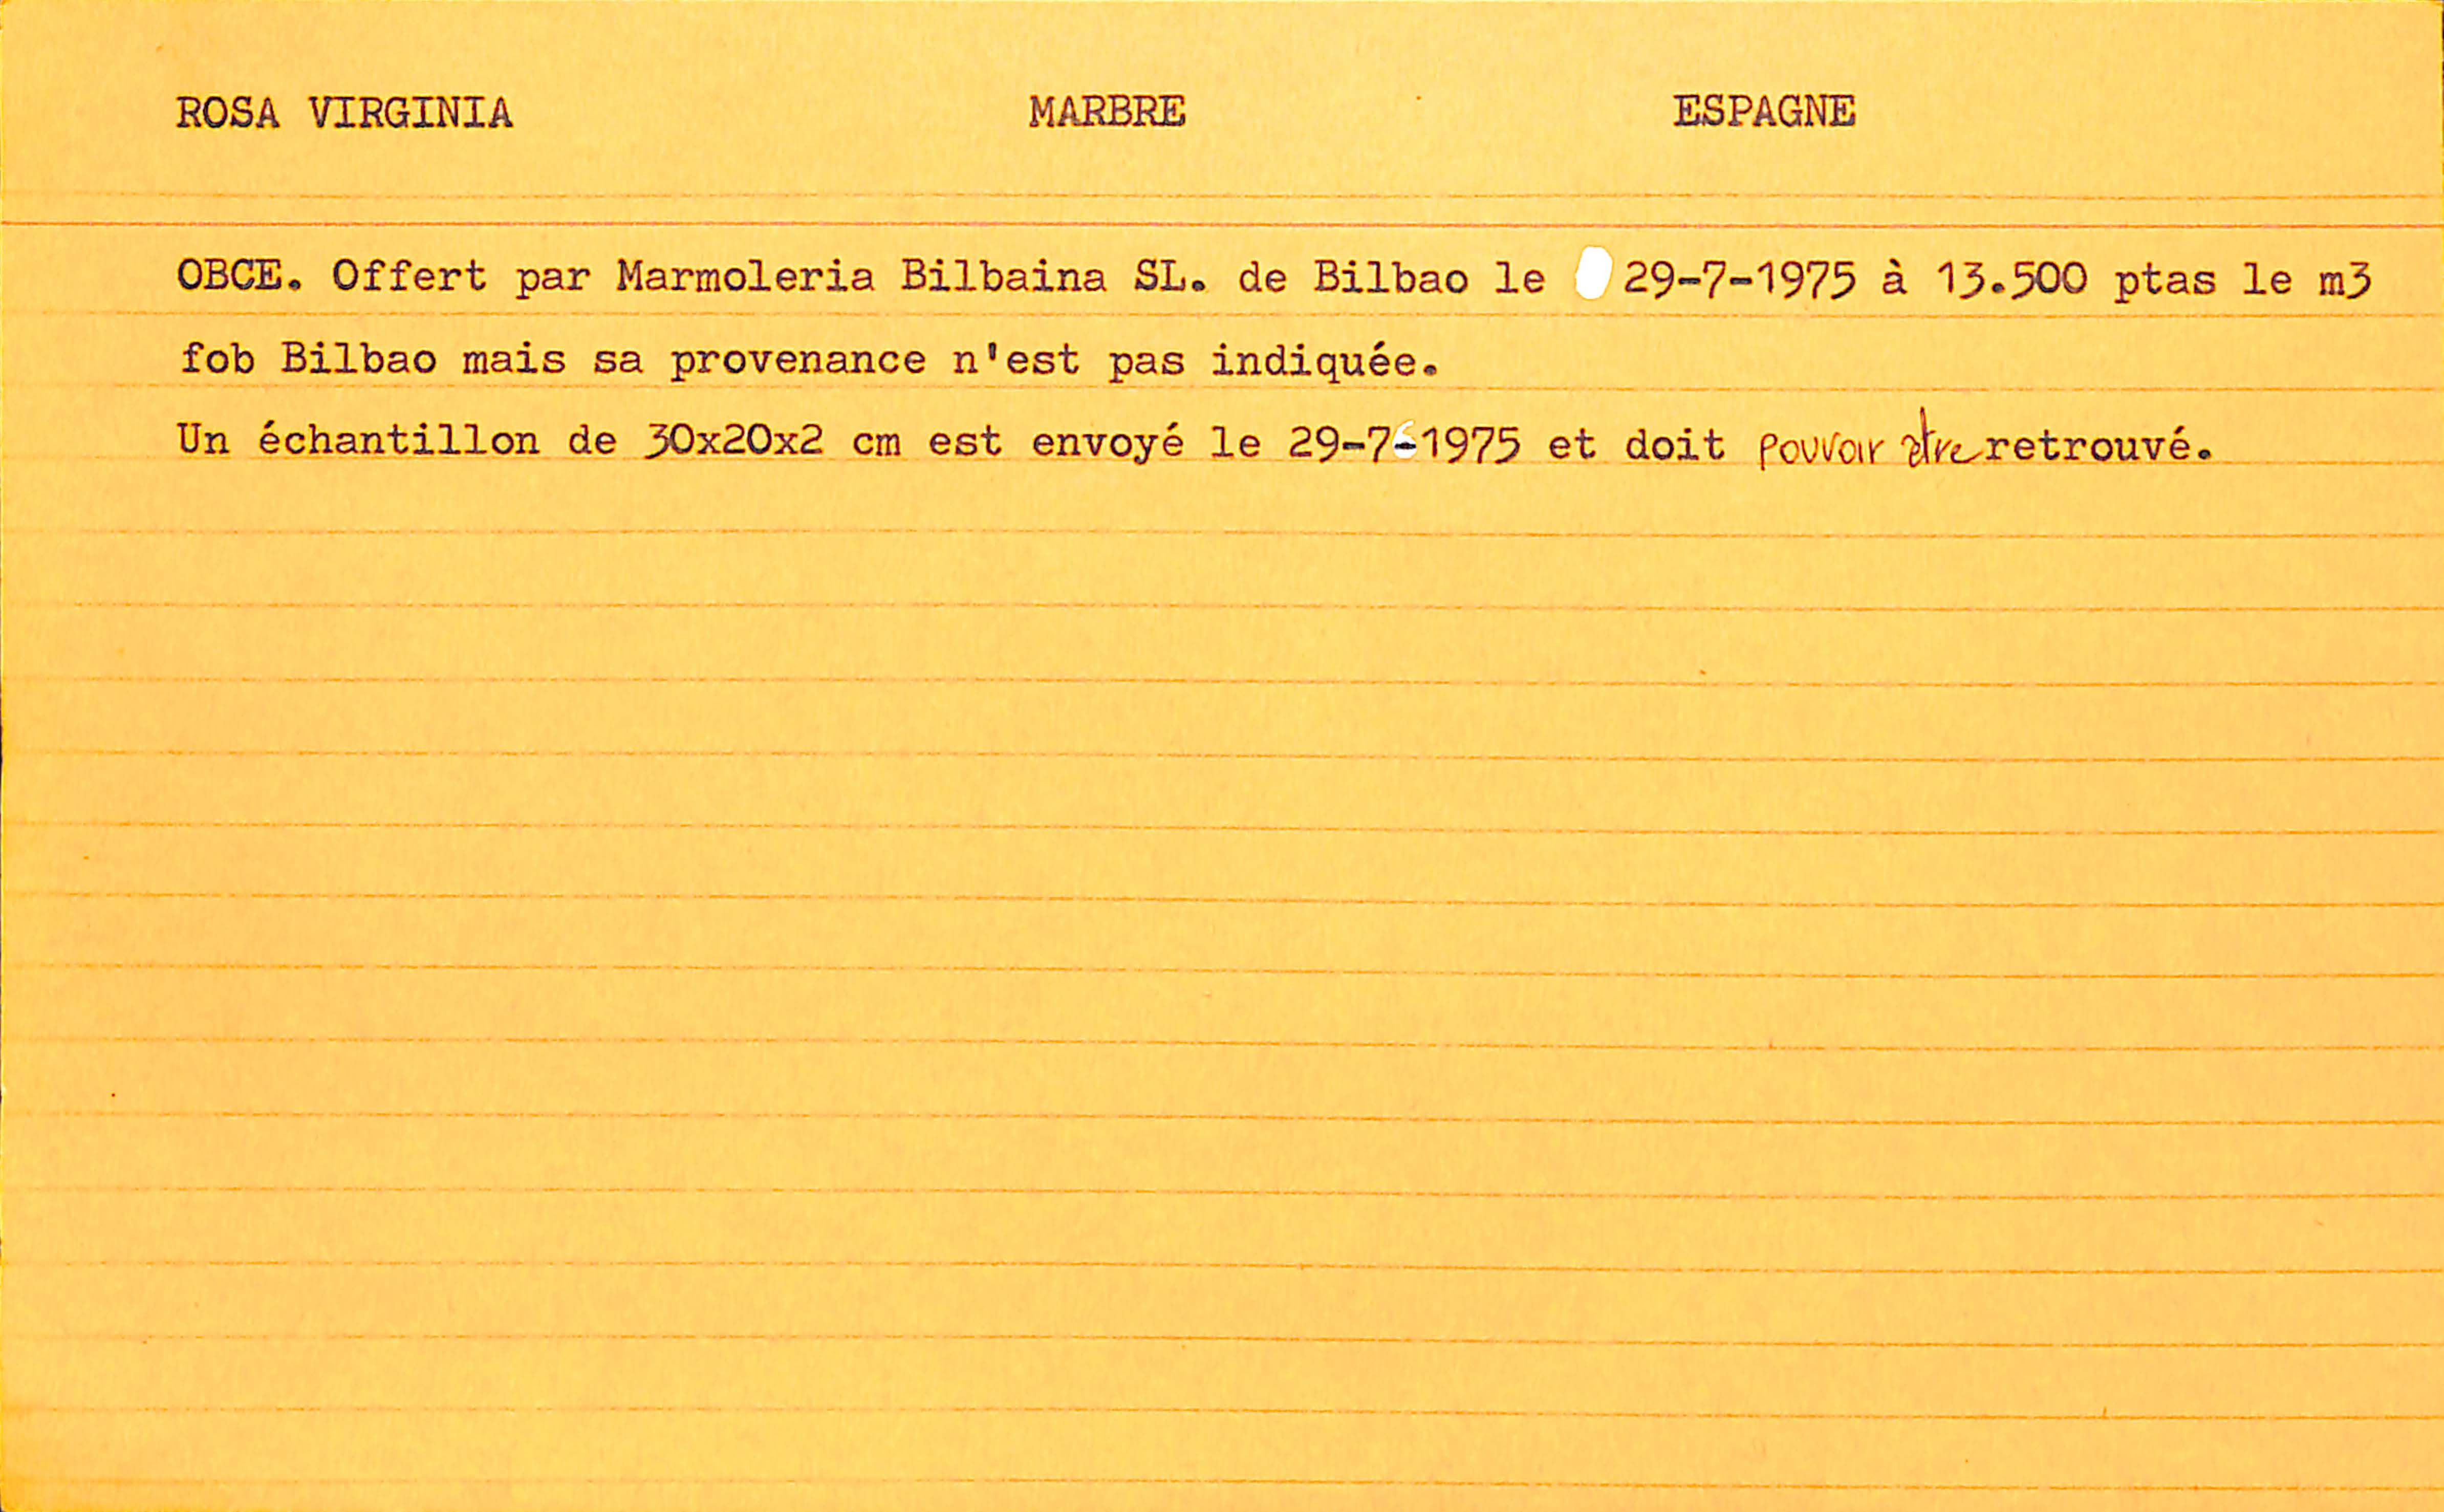 ROSA VIRGINIA MARBRE ESPAGNE
OBCE. Offert par Marmoleria Bilbaina SL. de Bilbao le 29-7-1975 à 13.500 ptas le m3
fob Bilbao mais sa provenance n'est pas indiquée.
Un échantillon de 30x20x2 cm est envoyé le 29-7-1975 et doit pouvoir être retrouvé.